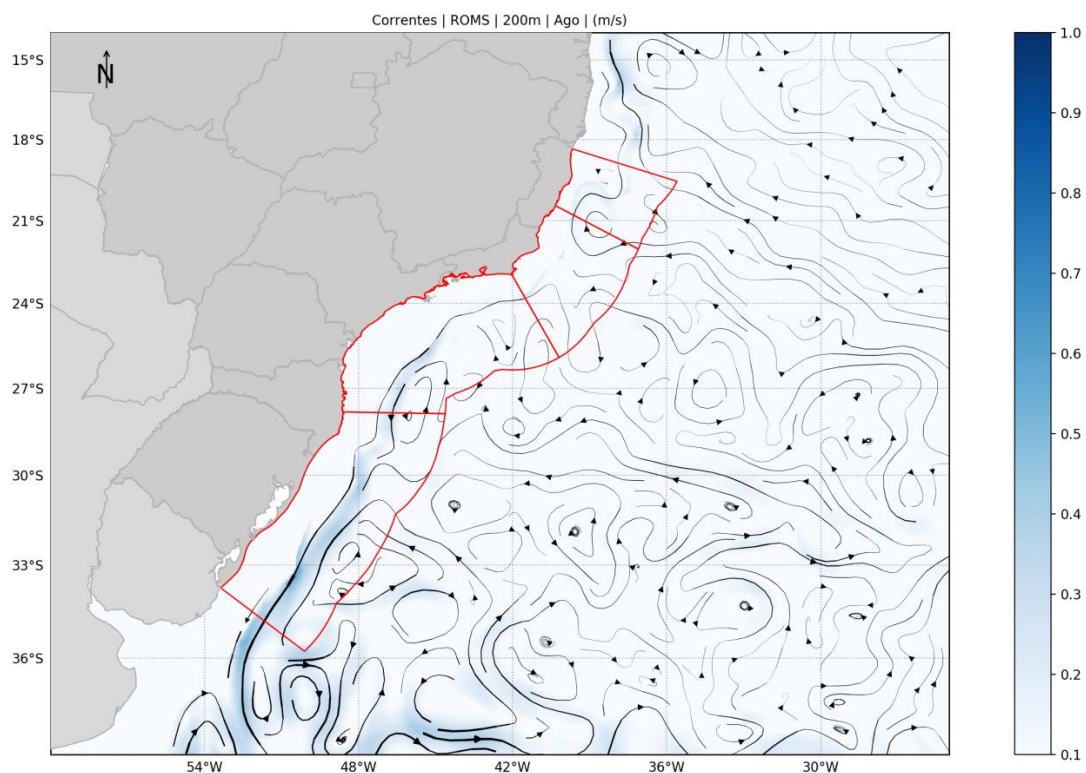 Correntes | ROMS | 200m | Ago | (m/s)
N
15°S
18°S
21°S
24°S
27°S
30°S
33°S
36°S
54°W
48°W
42°W
36°W
30°W
1.0
0.9
0.8
0.7
0.6
0.5
0.4
0.3
0.2
0.1